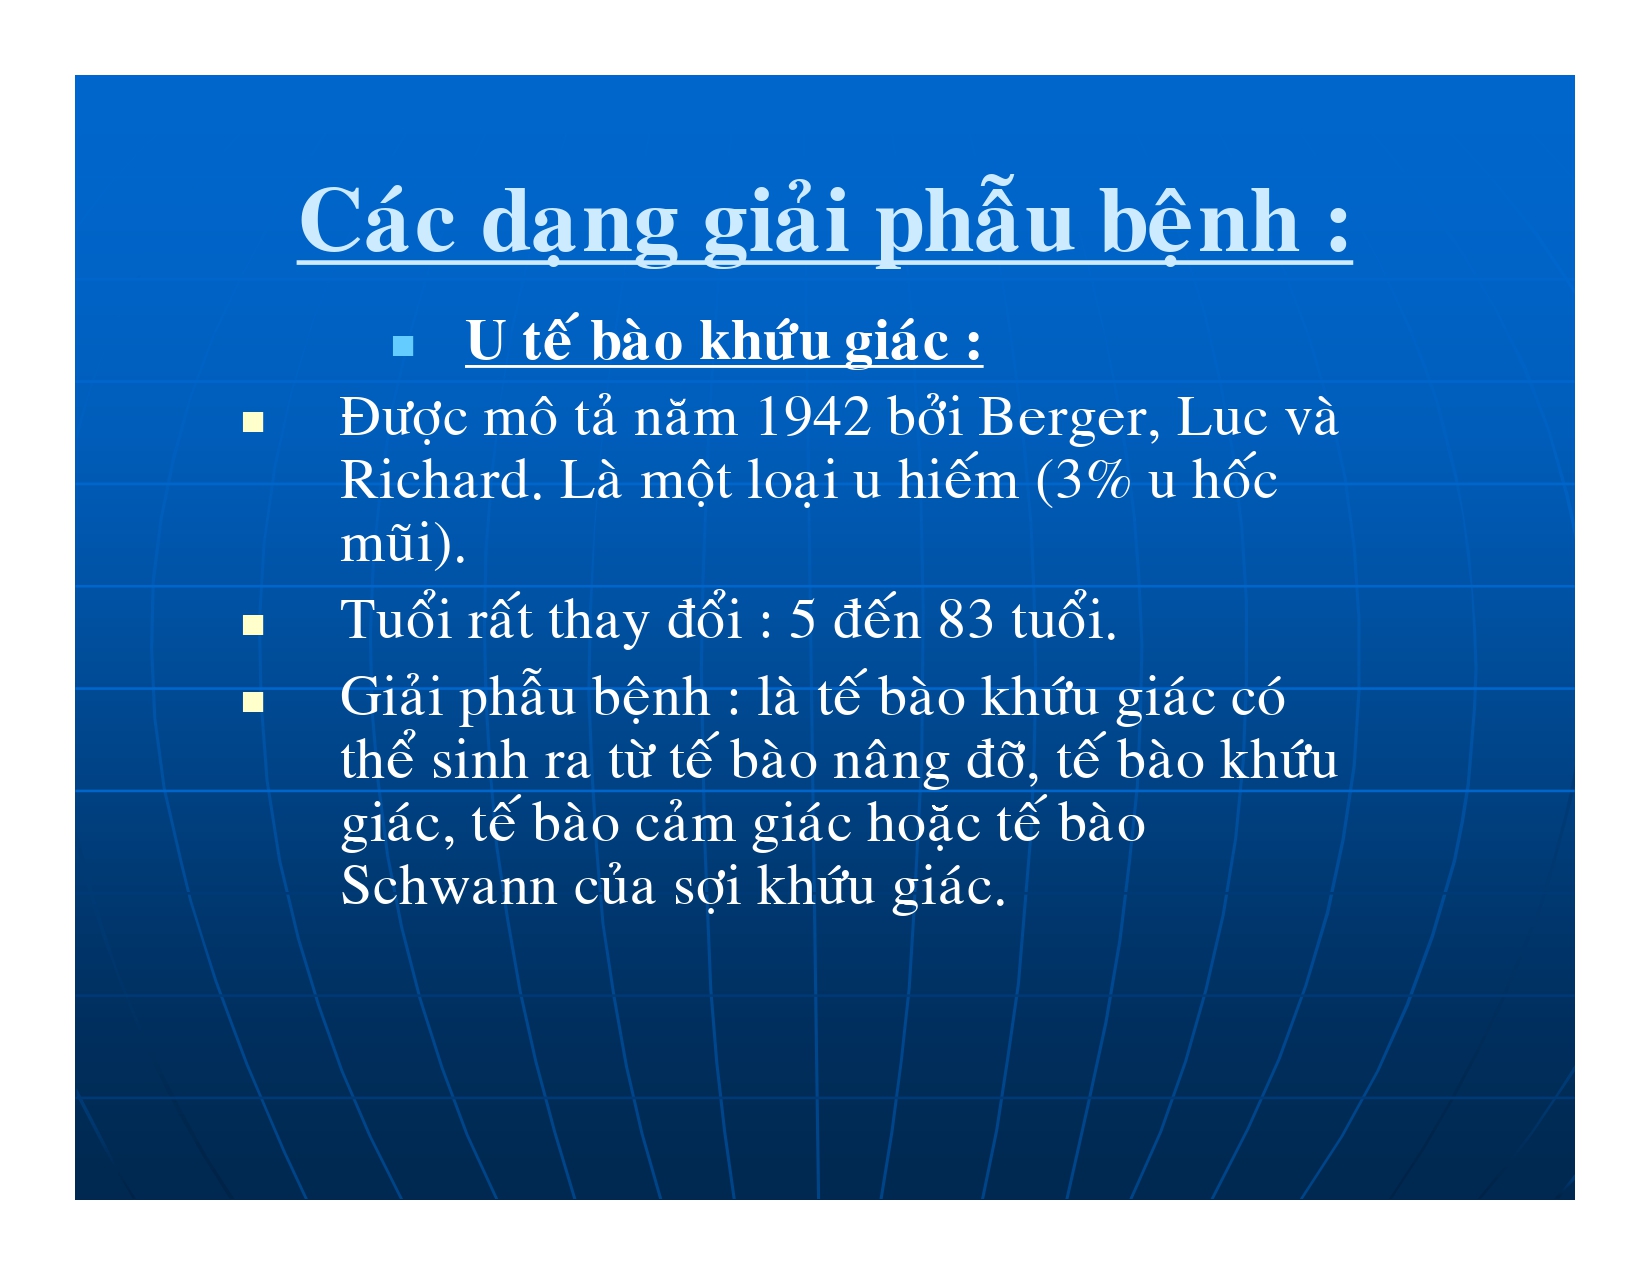 Các dạng giải phẫu bệnh :
U tế bào khứu giác :
Được mô tả năm 1942 bởi Berger, Luc và
Richard. Là một loại u hiếm (3% u hốc
mũi).
Tuổi rất thay đổi : 5 đến 83 tuổi.
Giải phẫu bệnh : là tế bào khứu giác có
thể sinh ra từ tế bào nâng đỡ, tế bào khứu
giác, tế bào cảm giác hoặc tế bào
Schwann của sợi khứu giác.